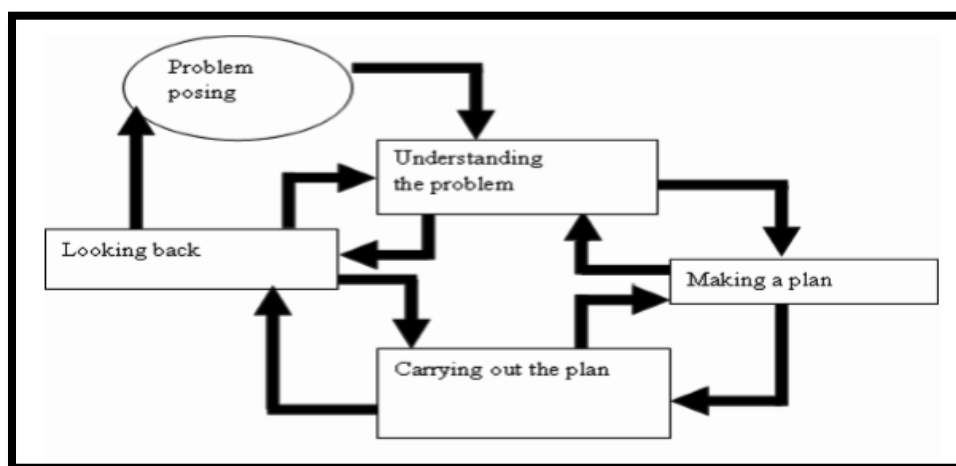 Problem
posing
Understanding
the problem
Looking back
Making a plan
Carrying out the plan